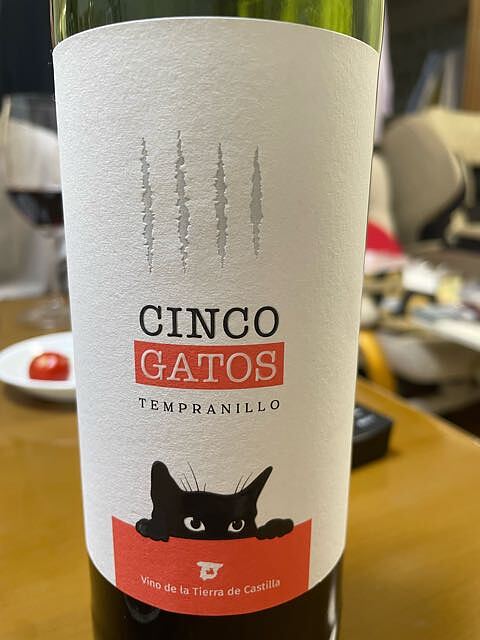 CINCO
GATOS
TEMPRANILLO
Vino de la Tierra de Castilla